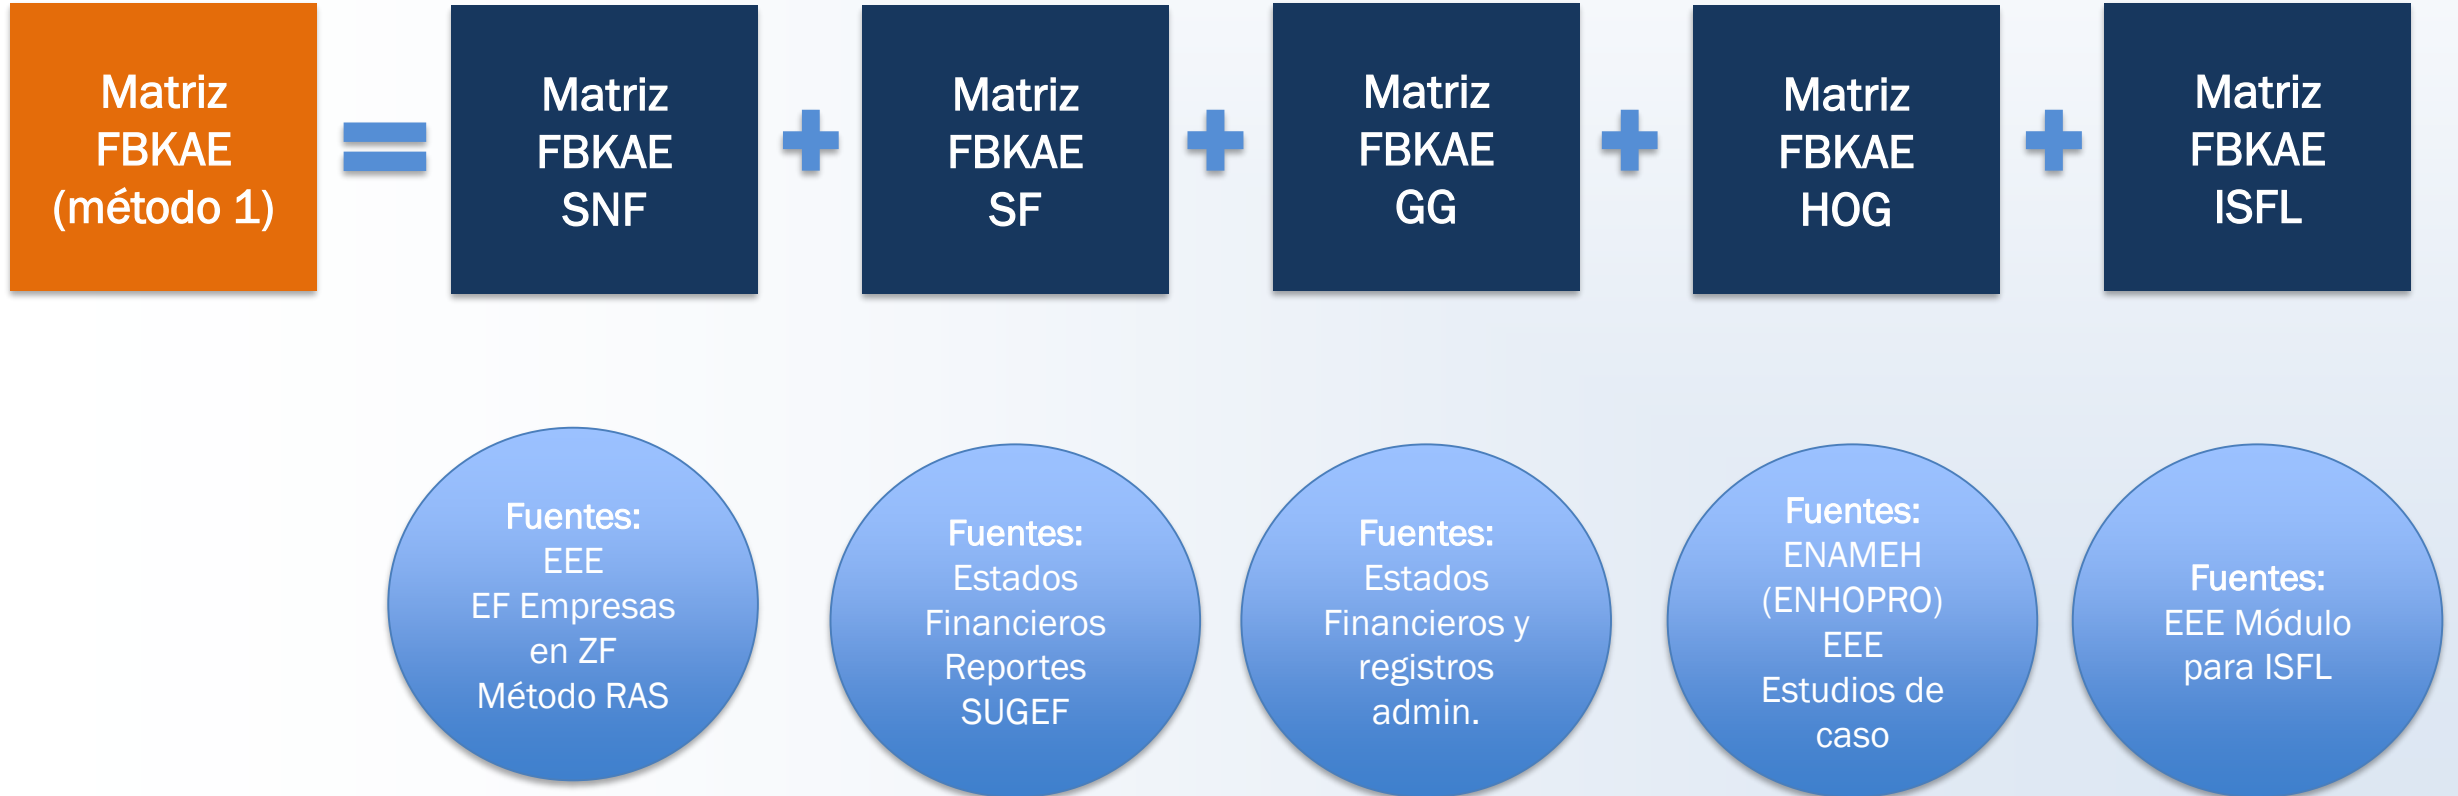 Matriz
FBKAE
(método 1)
Matriz
FBKAE
SNF
Matriz
FBKAE
SF
Matriz
FBKAE
GG
Matriz
FBKAE
HOG
Matriz
FBKAE
ISFL
Fuentes:
EEE
EF Empresas
en ZF
Método RAS
Fuentes:
Estados
Financieros
Reportes
SUGEF
Fuentes:
Estados
Financieros y
registros
admin.
Fuentes:
ENAMEH
(ENHOPRO)
EEE
Estudios de
caso
Fuentes:
EEE Módulo
para ISFL